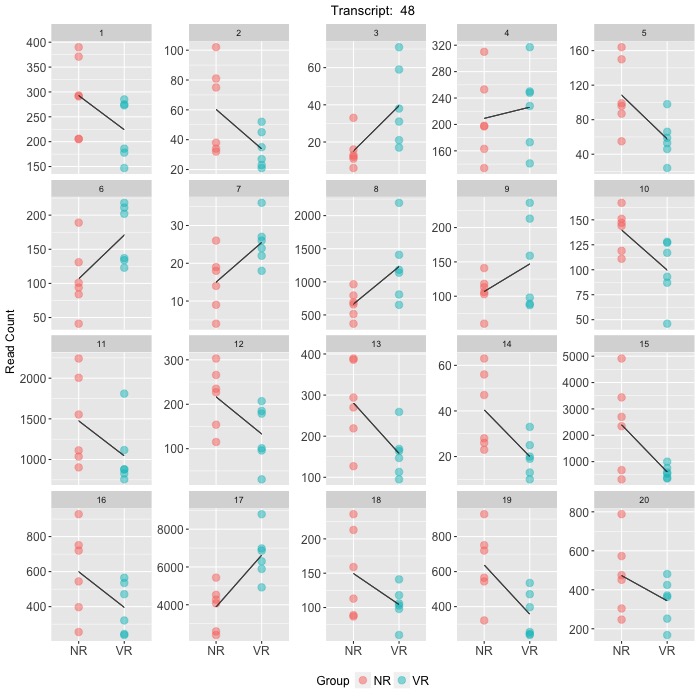 Transcript: 48
1 2 3 4 5
400 350 300 250 200 150
100 80 60 40 20
60 40 20
320 280 240 200 160
160 120 80 40
6 7 8 9 10
200 150 100 50
30 20 10
2000 1500 1000 500
200 150 100
150 125 100 75 50
Read Count
11 12 13 14 15
2000 1500 1000
300 200 100
400 300 200 100
60 40 20
5000 4000 3000 2000 1000
16 17 18 19 20
800 600 400
8000 6000 4000
200 150 100
800 600 400
800 600 400 200
NR VR NR VR NR VR NR VR NR VR
Group NR VR